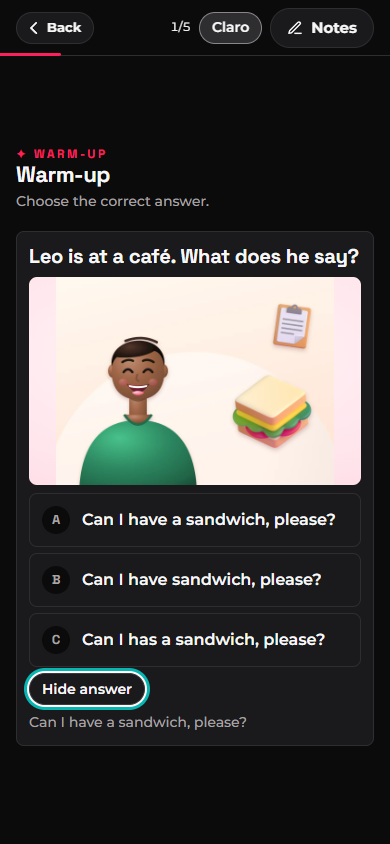 Back
1/5
Claro
Notes
WARM-UP
Warm-up
Choose the correct answer.
Leo is at a café. What does he say?
A Can I have a sandwich, please?
B Can I have sandwich, please?
C Can I has a sandwich, please?
Hide answer
Can I have a sandwich, please?